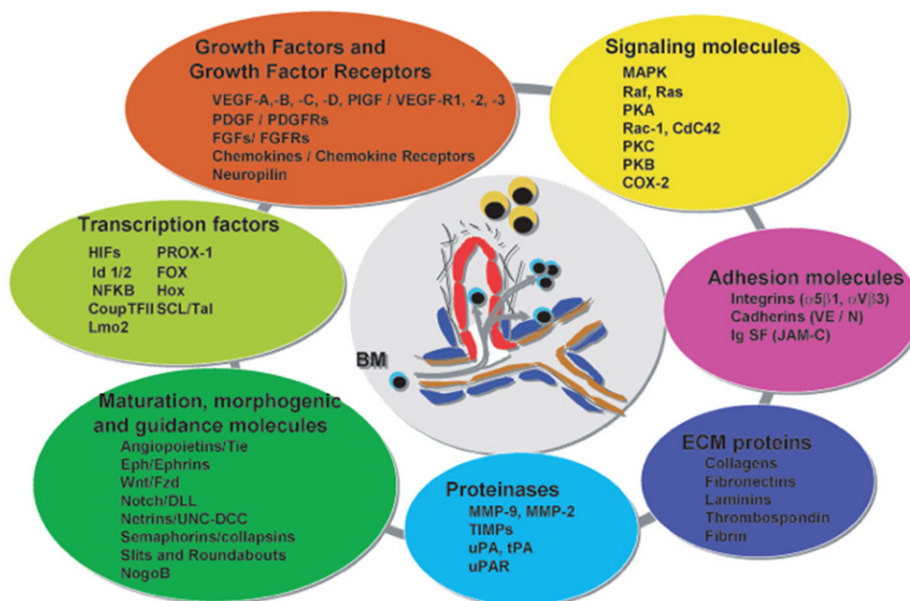 Growth Factors and
Growth Factor Receptors
VEGF-A,-B, -C, -D, PlGF / VEGF-R1, -2, -3
PDGF / PDGFRs
FGFs/ FGFRs
Chemokines / Chemokine Receptors
Neuropilin
Signaling molecules
MAPK
Raf, Ras
PKA
Rac-1, CdC42
PKC
PKB
COX-2
Transcription factors
HIFs PROX-1
Id 1/2 FOX
NFKB Hox
CoupTFII SCL/Tal
Lmo2
Adhesion molecules
Integrins (α5β1, αVβ3)
Cadherins (VE / N)
Ig SF (JAM-C)
BM
Maturation, morphogenic
and guidance molecules
Angiopoietins/Tie
Eph/Ephrins
Wnt/Fzd
Notch/DLL
Netrins/UNC-DCC
Semaphorins/collapsins
Slits and Roundabouts
NogoB
Proteinases
MMP-9, MMP-2
TIMPs
uPA, tPA
uPAR
ECM proteins
Collagens
Fibronectins
Laminins
Thrombospondin
Fibrin